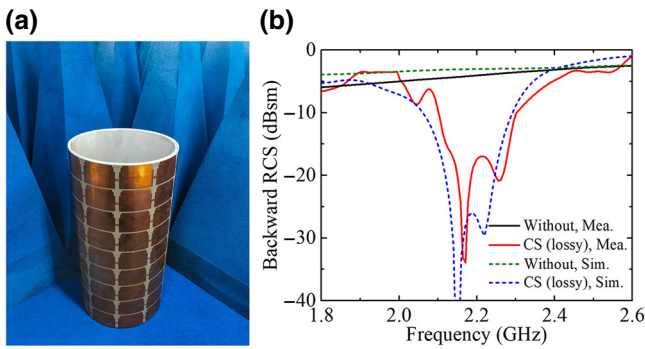 (a)
(b)
0
−10
−20
−30
−40
Backward RCS (dBsm)
Without, Mea.
CS (lossy), Mea.
Without, Sim.
CS (lossy), Sim.
1.8
2.0
2.2
2.4
2.6
Frequency (GHz)